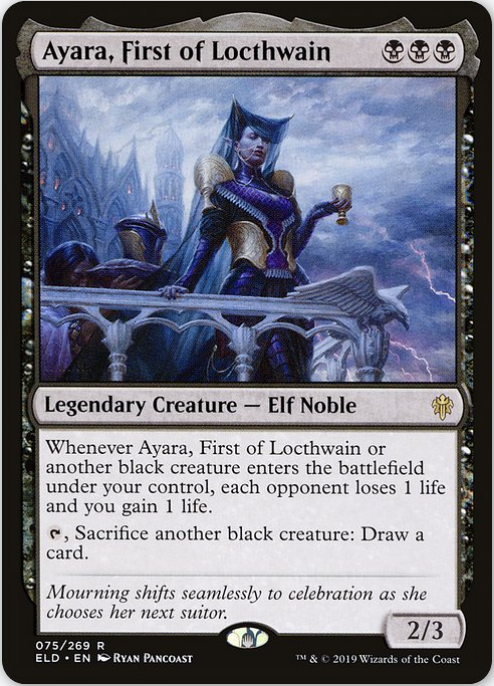 Ayara, First of Locthwain
Legendary Creature — Elf Noble
Whenever Ayara, First of Locthwain or
another black creature enters the battlefield
under your control, each opponent loses 1 life
and you gain 1 life.
, Sacrifice another black creature: Draw a
card.
Mourning shifts seamlessly to celebration as she
chooses her next suitor.
2/3
075/269 R
ELD • EN RYAN PANCOAST
™ & © 2019 Wizards of the Coast